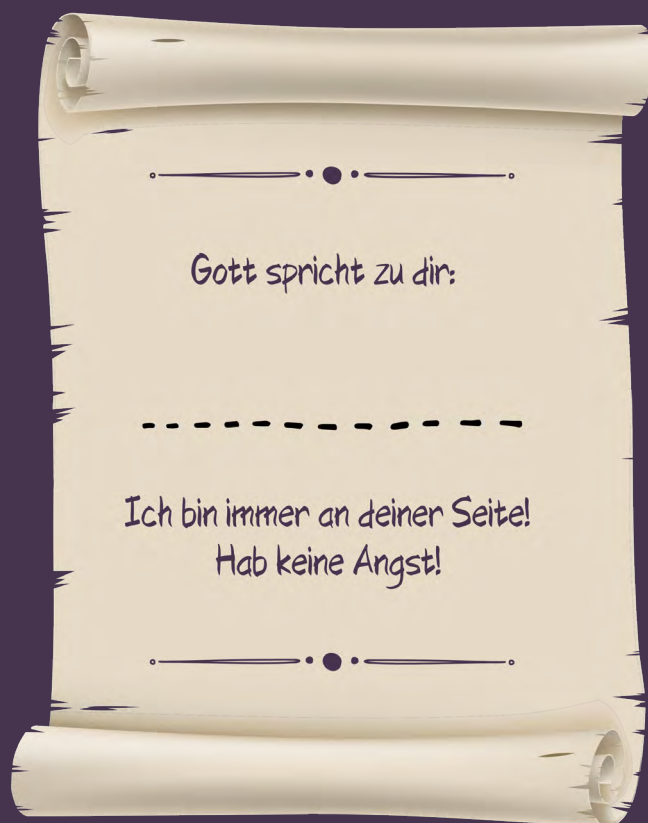 Gott spricht zu dir:
Ich bin immer an deiner Seite!
Hab keine Angst!